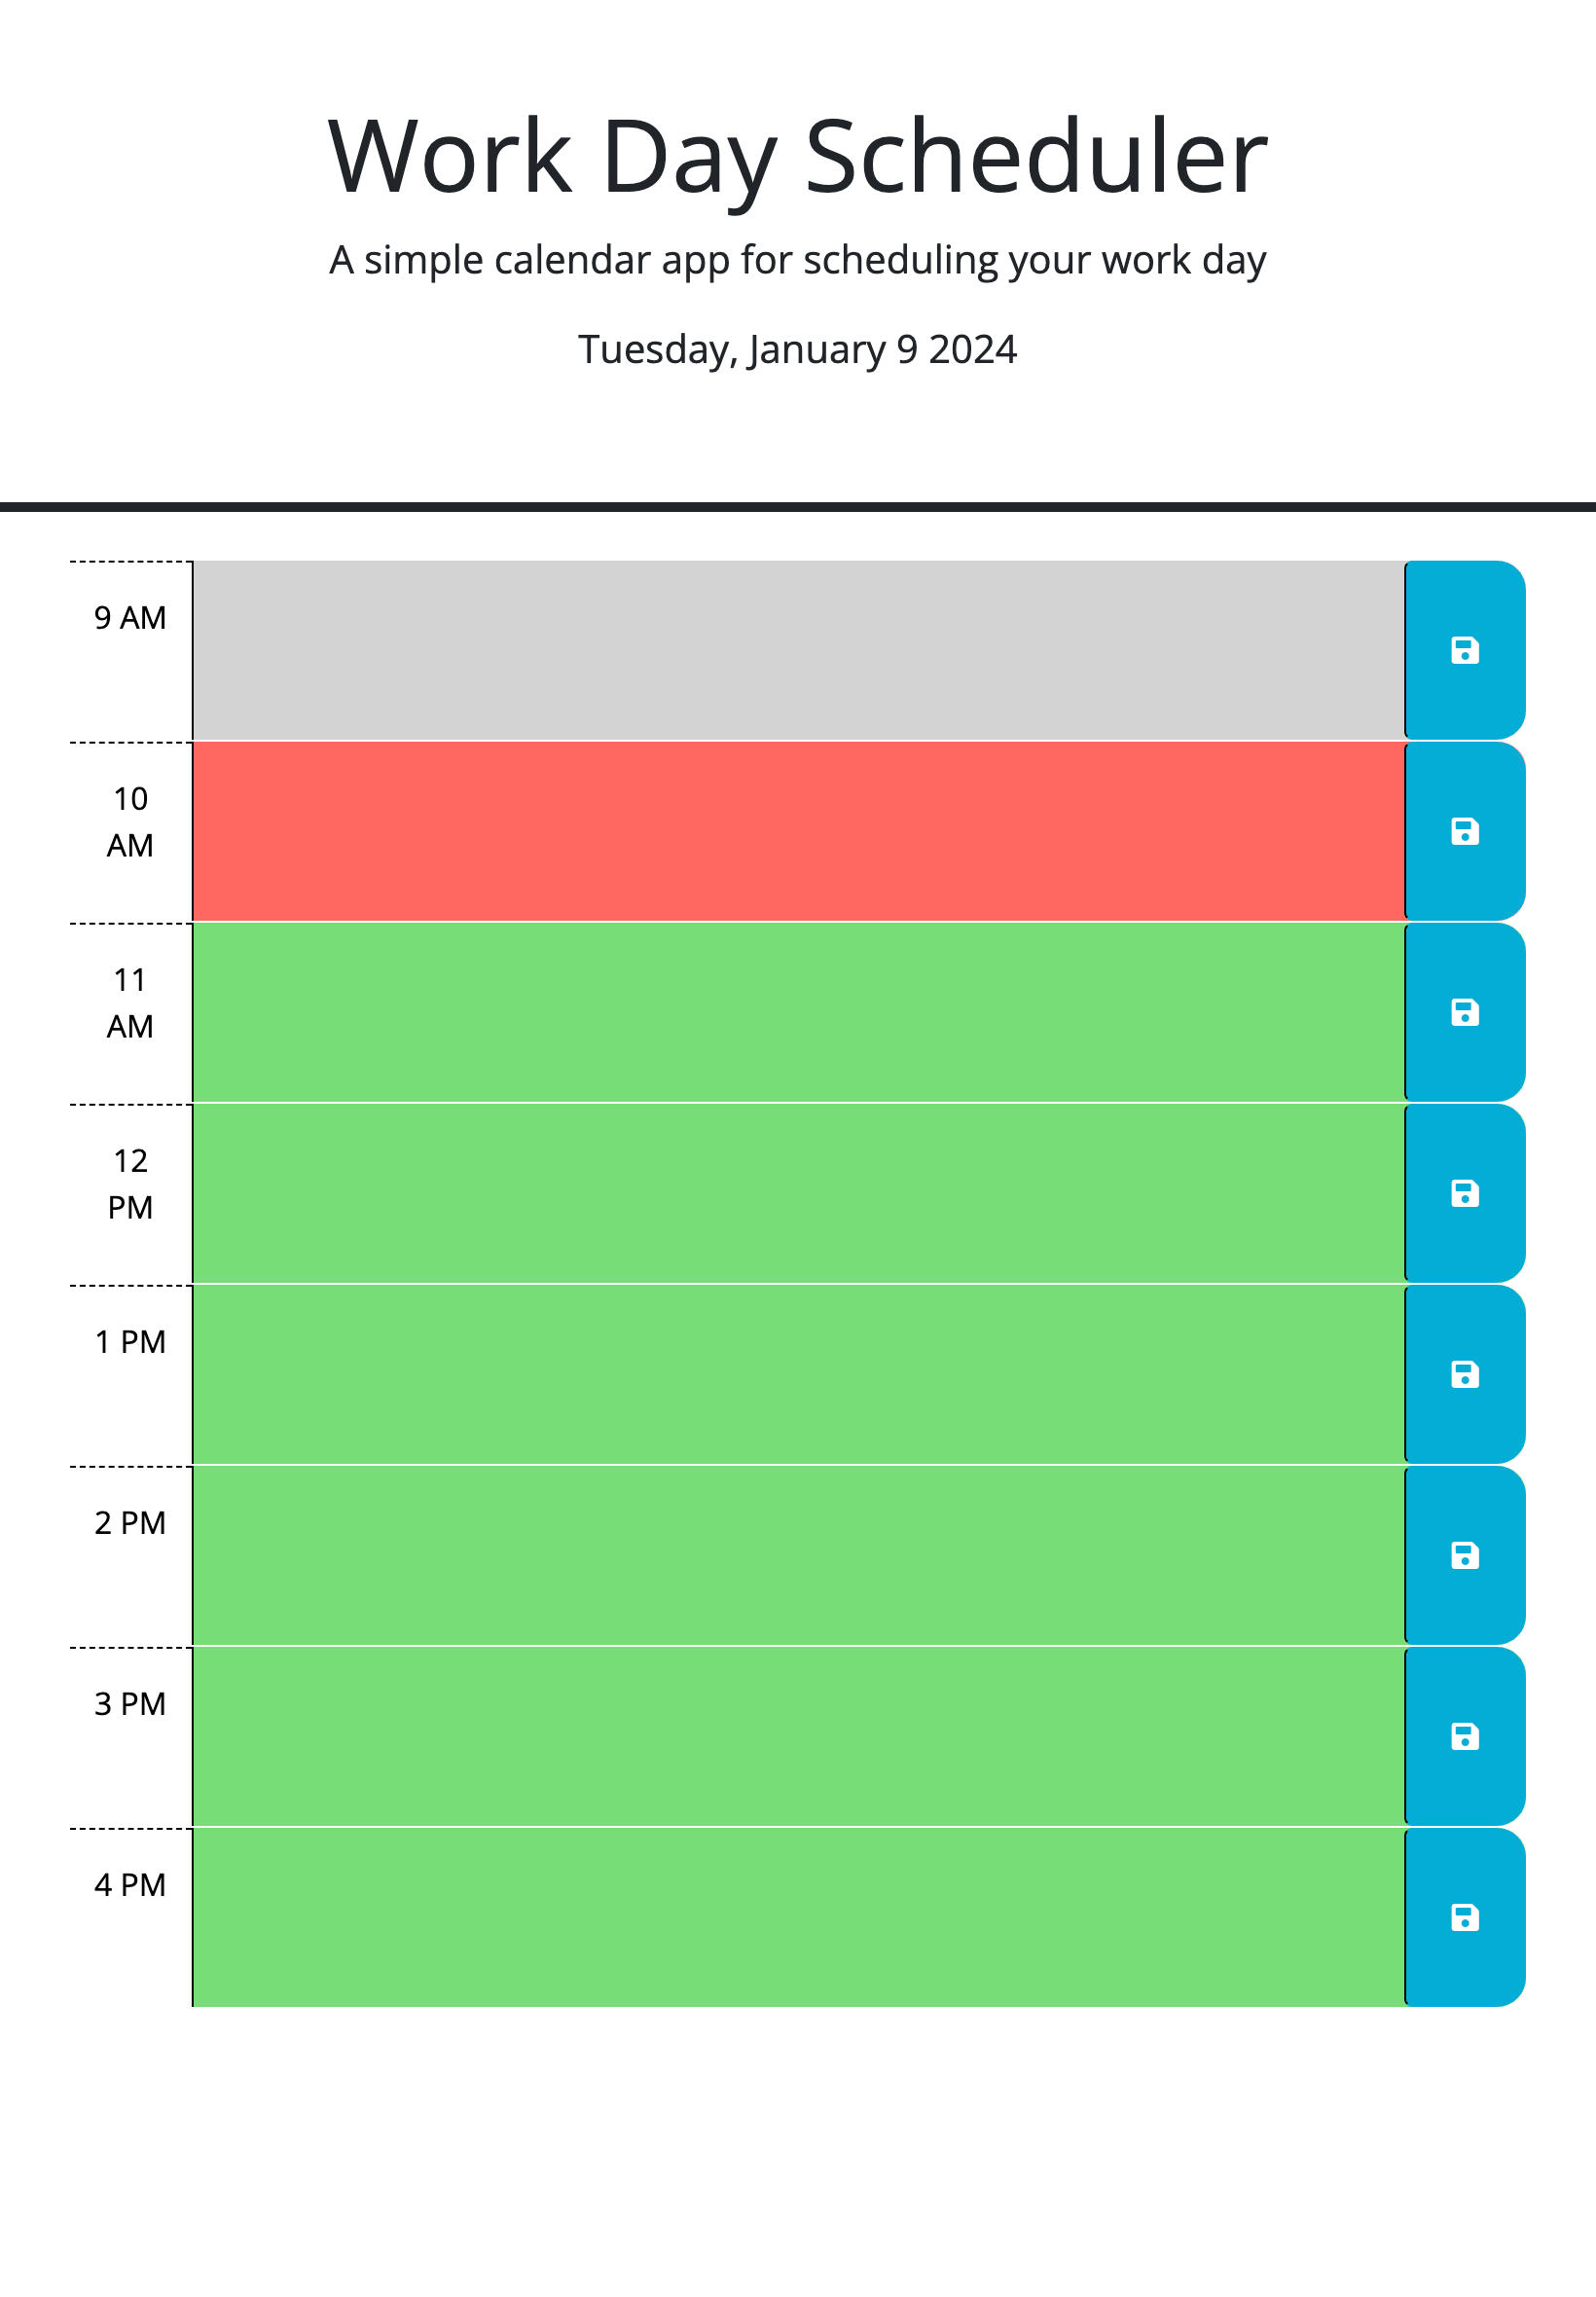 Work Day Scheduler
A simple calendar app for scheduling your work day
Tuesday, January 9 2024
9 AM
10
AM
11
AM
12
PM
1 PM
2 PM
3 PM
4 PM